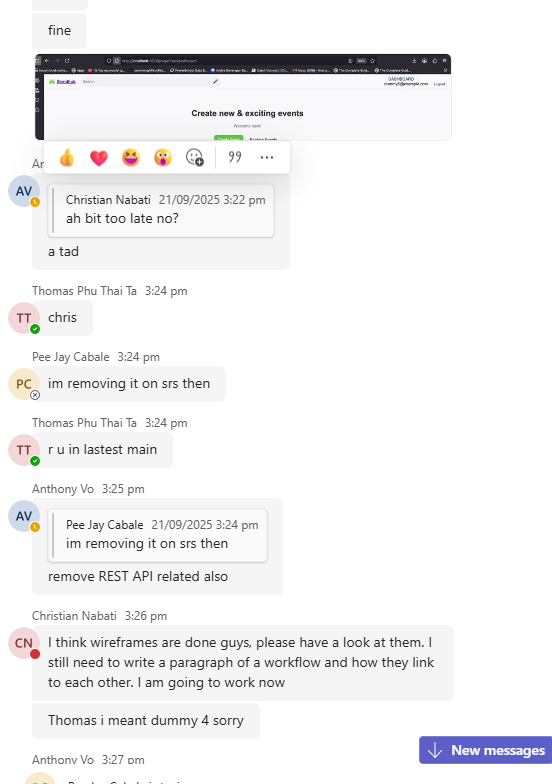 fine
EventHub
Search
DASHBOARD
Logout
Create new & exciting events
An
AV
Christian Nabati 21/09/2025 3:22 pm
ah bit too late no?
a tad
Thomas Phu Thai Ta 3:24 pm
TT
chris
Pee Jay Cabale 3:24 pm
PC
im removing it on srs then
Thomas Phu Thai Ta 3:24 pm
TT
r u in lastest main
Anthony Vo 3:25 pm
AV
Pee Jay Cabale 21/09/2025 3:24 pm
im removing it on srs then
remove REST API related also
Christian Nabati 3:26 pm
CN
I think wireframes are done guys, please have a look at them. I
still need to write a paragraph of a workflow and how they link
to each other. I am going to work now
Thomas i meant dummy 4 sorry
New messages
Anthony Vo 3:27 pm